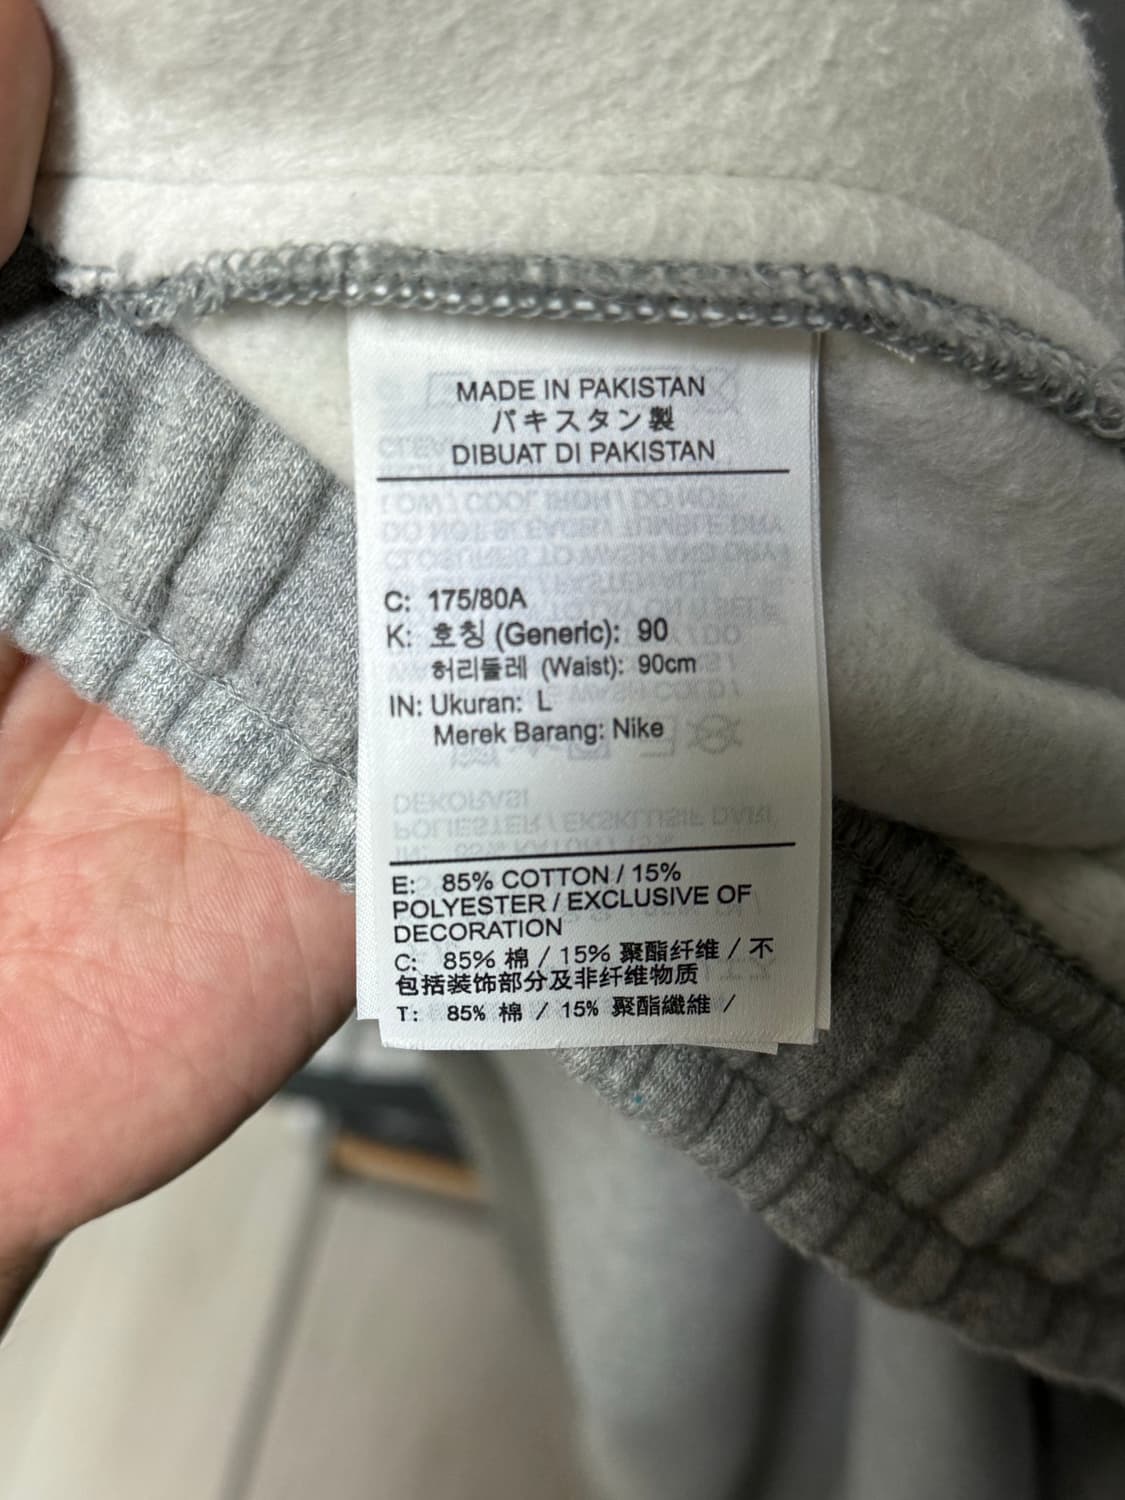 MADE IN PAKISTAN
パキスタン製
DIBUAT DI PAKISTAN
C: 175/80A
K: 호칭 (Generic): 90
허리둘레 (Waist): 90cm
IN: Ukuran: L
Merek Barang: Nike
E: 85% COTTON / 15%
POLYESTER / EXCLUSIVE OF
DECORATION
C: 85% 棉 / 15% 聚酯纤维 / 不
包括装饰部分及非纤维物质
T: 85% 棉 / 15% 聚酯纖維 /